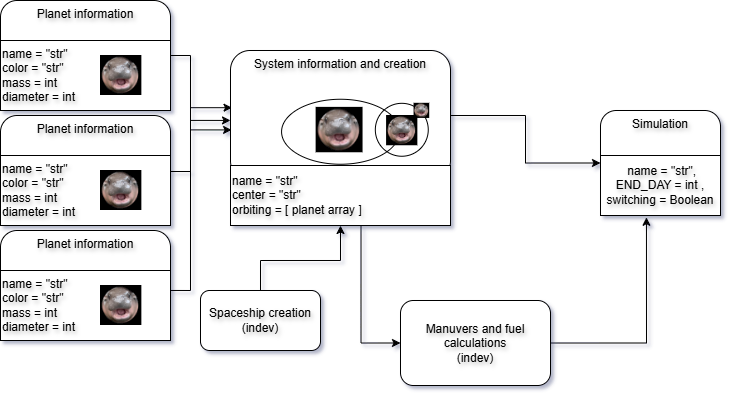 Planet information
name = "str"
color = "str"
mass = int
diameter = int
Planet information
name = "str"
color = "str"
mass = int
diameter = int
Planet information
name = "str"
color = "str"
mass = int
diameter = int
System information and creation
name = "str"
center = "str"
orbiting = [ planet array ]
Spaceship creation
(indev)
Manuvers and fuel
calculations
(indev)
Simulation
name = "str",
END_DAY = int ,
switching = Boolean